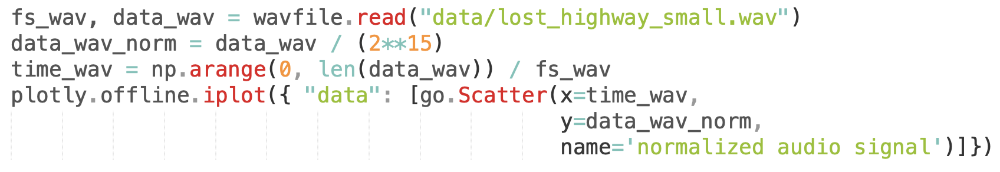 fs_wav, data_wav = wavfile.read("data/lost_highway_small.wav")
data_wav_norm = data_wav / (2**15)
time_wav = np.arange(0, len(data_wav)) / fs_wav
plotly.offline.iplot({ "data": [go.Scatter(x=time_wav,
                                           y=data_wav_norm,
                                           name='normalized audio signal')]})